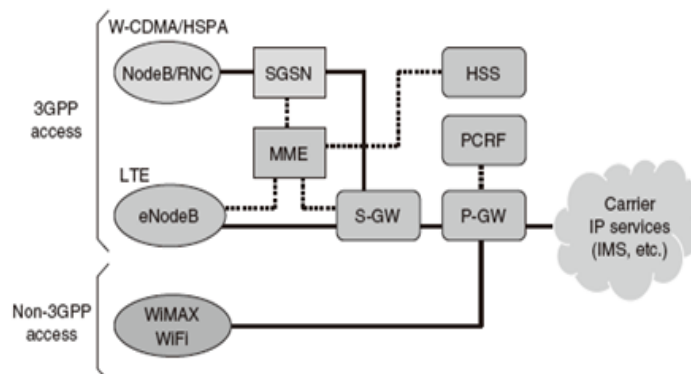 W-CDMA/HSPA
NodeB/RNC
SGSN
HSS
3GPP
access
MME
PCRF
LTE
eNodeB
S-GW
P-GW
Carrier
IP services
(IMS, etc.)
Non-3GPP
access
WiMAX
WiFi